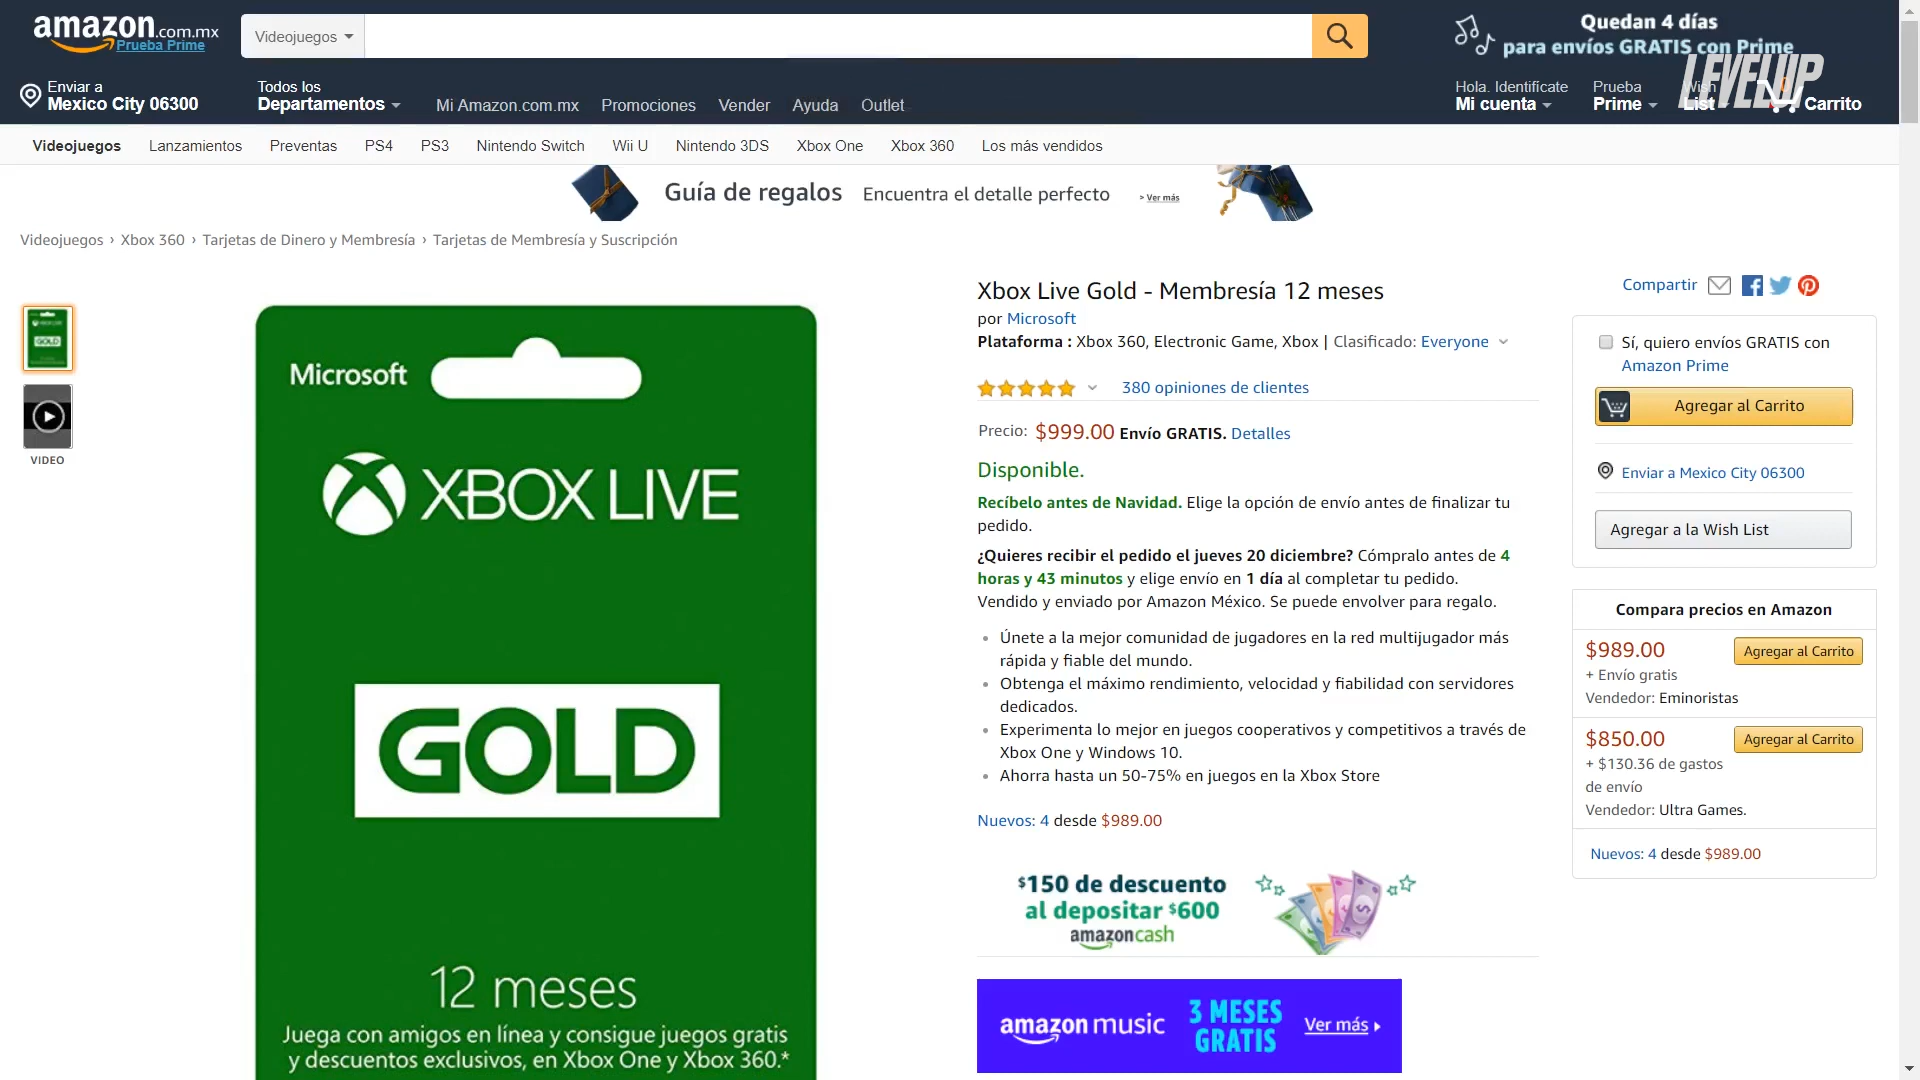 amazon.com.mx
Prueba Prime
Videojuegos
Quedan 4 días
para envíos GRATIS con Prime
LEVELUP
Enviar a
Mexico City 06300
Todos los
Departamentos
Mi Amazon.com.mx Promociones Vender Ayuda Outlet
Hola. Identifícate
Mi cuenta
Prueba
Prime
Wish
List
0
Carrito
Videojuegos Lanzamientos Preventas PS4 PS3 Nintendo Switch Wii U Nintendo 3DS Xbox One Xbox 360 Los más vendidos
Guía de regalos Encuentra el detalle perfecto > Ver más
Videojuegos › Xbox 360 › Tarjetas de Dinero y Membresía › Tarjetas de Membresía y Suscripción
VIDEO
Microsoft
XBOX LIVE
GOLD
12 meses
Juega con amigos en línea y consigue juegos gratis
y descuentos exclusivos, en Xbox One y Xbox 360.*
Xbox Live Gold - Membresía 12 meses
por Microsoft
Plataforma : Xbox 360, Electronic Game, Xbox | Clasificado: Everyone
380 opiniones de clientes
Precio: $999.00 Envío GRATIS. Detalles
Disponible.
Recíbelo antes de Navidad. Elige la opción de envío antes de finalizar tu
pedido.
¿Quieres recibir el pedido el jueves 20 diciembre? Cómpralo antes de 4
horas y 43 minutos y elige envío en 1 día al completar tu pedido.
Vendido y enviado por Amazon México. Se puede envolver para regalo.
• Únete a la mejor comunidad de jugadores en la red multijugador más
rápida y fiable del mundo.
• Obtenga el máximo rendimiento, velocidad y fiabilidad con servidores
dedicados.
• Experimenta lo mejor en juegos cooperativos y competitivos a través de
Xbox One y Windows 10.
• Ahorra hasta un 50-75% en juegos en la Xbox Store
Nuevos: 4 desde $989.00
$150 de descuento
al depositar $600
amazoncash
amazon music
3 MESES
GRATIS
Ver más
Compartir
Sí, quiero envíos GRATIS con
Amazon Prime
Agregar al Carrito
Enviar a Mexico City 06300
Agregar a la Wish List
Compara precios en Amazon
$989.00 Agregar al Carrito
+ Envío gratis
Vendedor: Eminoristas
$850.00 Agregar al Carrito
+ $130.36 de gastos
de envío
Vendedor: Ultra Games.
Nuevos: 4 desde $989.00